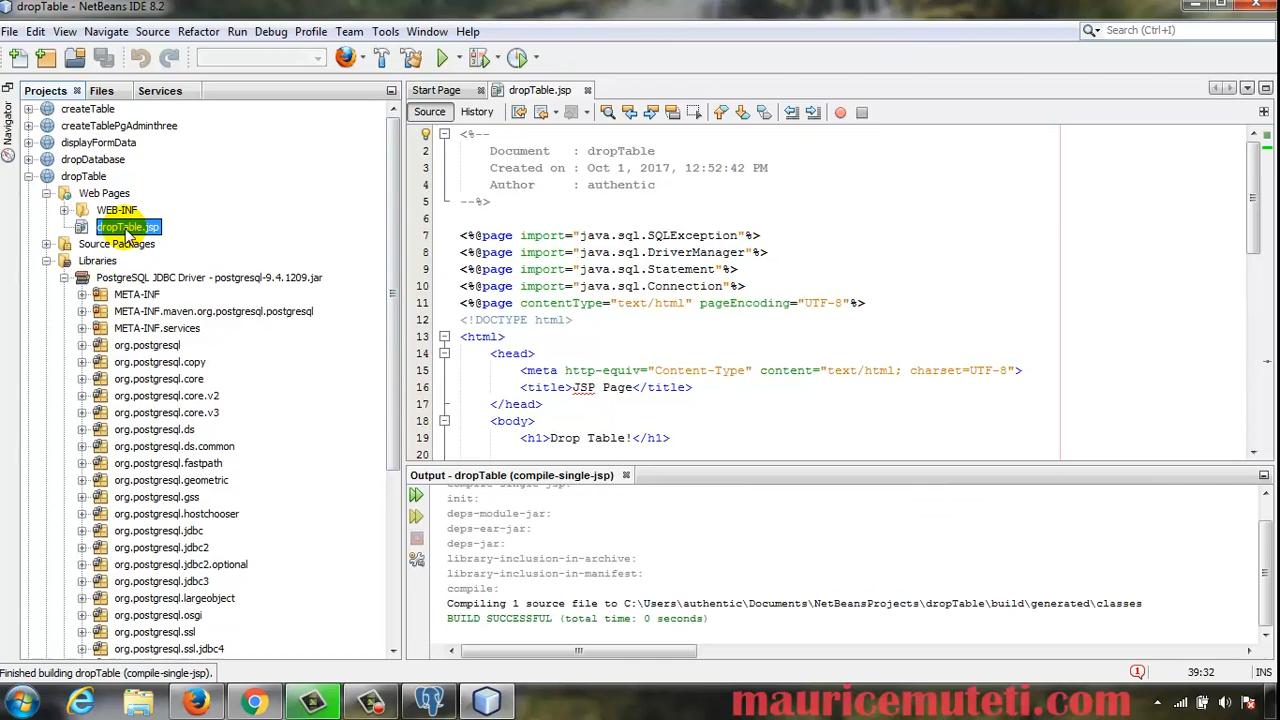 dropTable - NetBeans IDE 8.2
File Edit View Navigate Source Refactor Run Debug Profile Team Tools Window Help
Search (Ctrl+I)
Projects Files Services
Navigator
createTable
createTablePgAdminthree
displayFormData
dropDatabase
dropTable
Web Pages
WEB-INF
dropTable.jsp
Source Packages
Libraries
PostgreSQL JDBC Driver - postgresql-9.4.1209.jar
META-INF
META-INF.maven.org.postgresql.postgresql
META-INF.services
org.postgresql
org.postgresql.copy
org.postgresql.core
org.postgresql.core.v2
org.postgresql.core.v3
org.postgresql.ds
org.postgresql.ds.common
org.postgresql.fastpath
org.postgresql.geometric
org.postgresql.gss
org.postgresql.hostchooser
org.postgresql.jdbc
org.postgresql.jdbc2
org.postgresql.jdbc2.optional
org.postgresql.jdbc3
org.postgresql.largeobject
org.postgresql.osgi
org.postgresql.ssl
org.postgresql.ssl.jdbc4
Start Page dropTable.jsp
Source History
<%--
2 Document : dropTable
3 Created on : Oct 1, 2017, 12:52:42 PM
4 Author : authentic
5 --%>
6
7 <%@page import="java.sql.SQLException"%>
8 <%@page import="java.sql.DriverManager"%>
9 <%@page import="java.sql.Statement"%>
10 <%@page import="java.sql.Connection"%>
11 <%@page contentType="text/html" pageEncoding="UTF-8"%>
12 <!DOCTYPE html>
13 <html>
14 <head>
15 <meta http-equiv="Content-Type" content="text/html; charset=UTF-8">
16 <title>JSP Page</title>
17 </head>
18 <body>
19 <h1>Drop Table!</h1>
20
Output - dropTable (compile-single-jsp)
compile-single-jsp:
init:
deps-module-jar:
deps-ear-jar:
deps-jar:
library-inclusion-in-archive:
library-inclusion-in-manifest:
compile:
Compiling 1 source file to C:\Users\authentic\Documents\NetBeansProjects\dropTable\build\generated\classes
BUILD SUCCESSFUL (total time: 0 seconds)
Finished building dropTable (compile-single-jsp).
1 39:32 INS
mauricemuteti.com